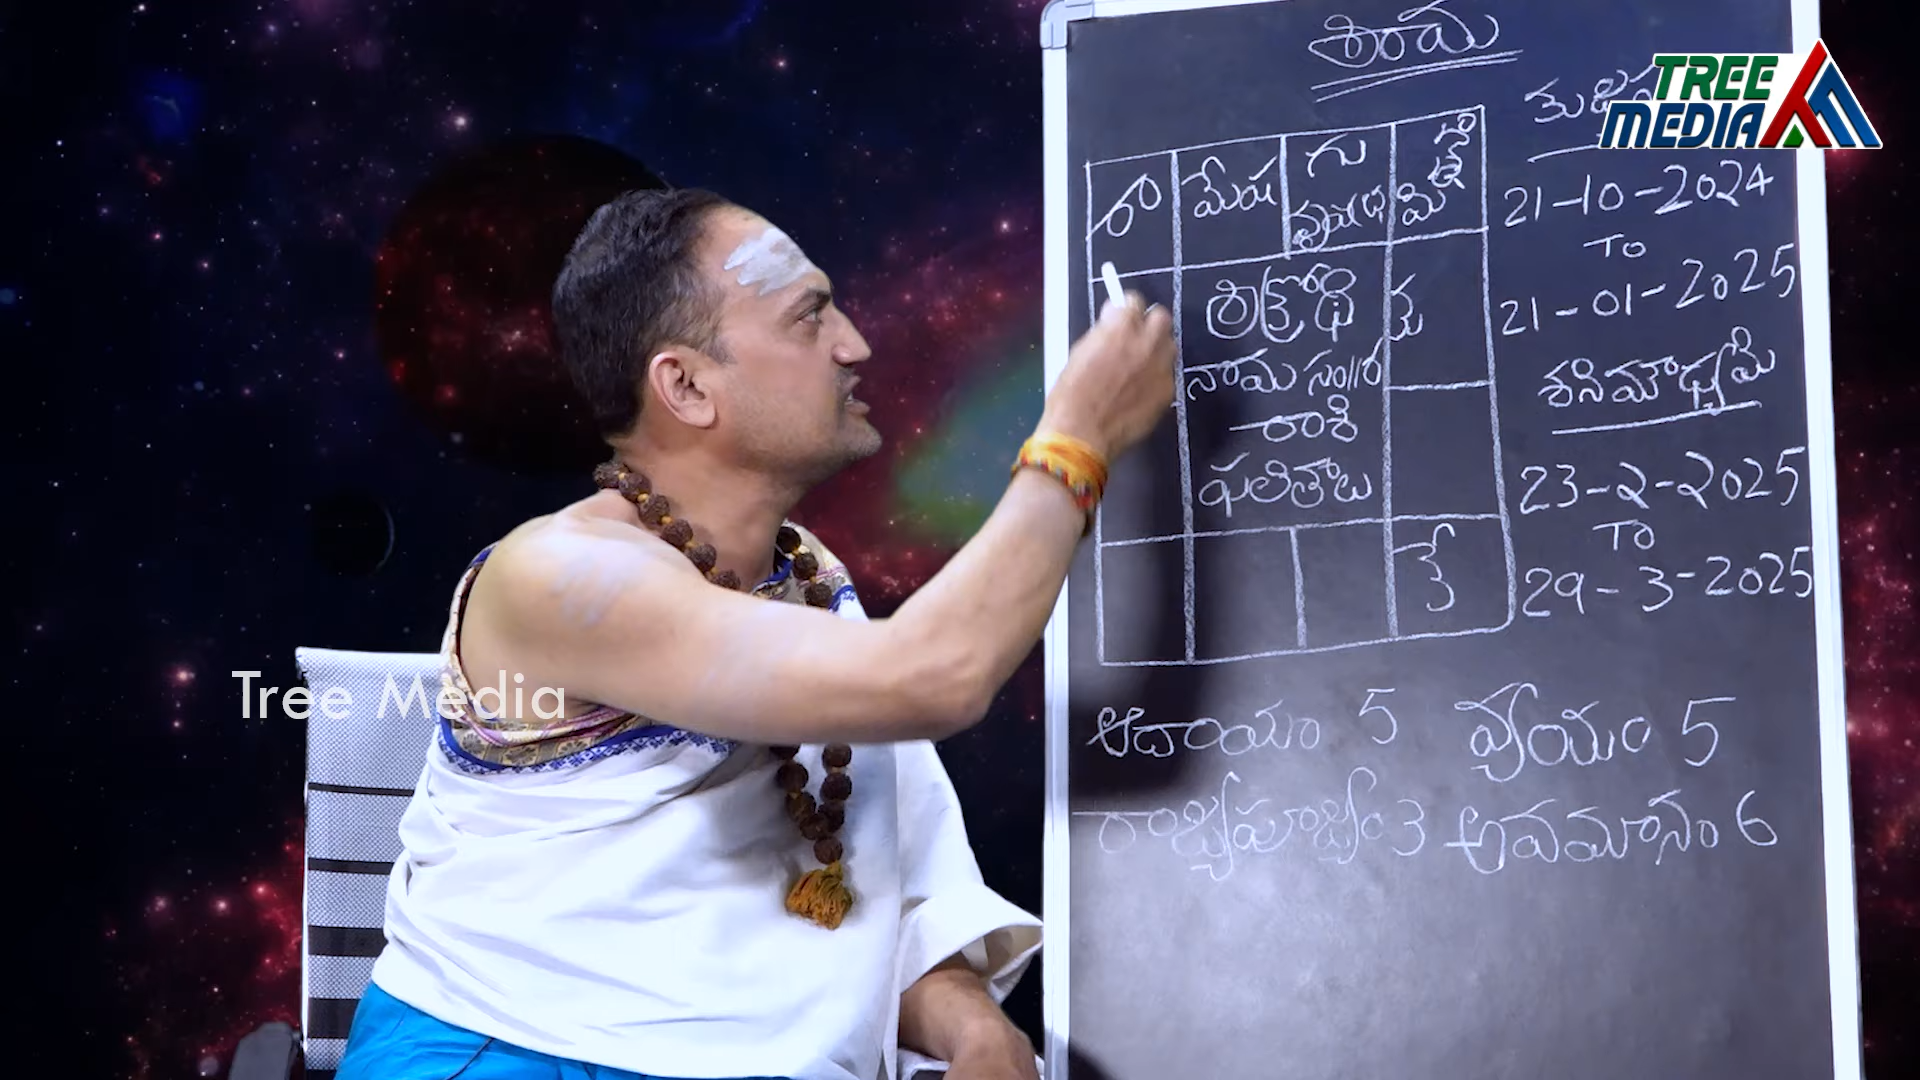 శ్రీరామ
TREE
MEDIA
21-10-2024
TO
21-01-2025
రా మేష గు వృషభ మి శని
శ్రీ క్రోధి కు
నామ సం॥ర
రాశి
ఫలితాలు
కే
23-2-2025
TO
29-3-2025
Tree Media
ఆదాయం 5 వ్యయం 5
రాజ్యపూజ్యం 3 అవమానం 6